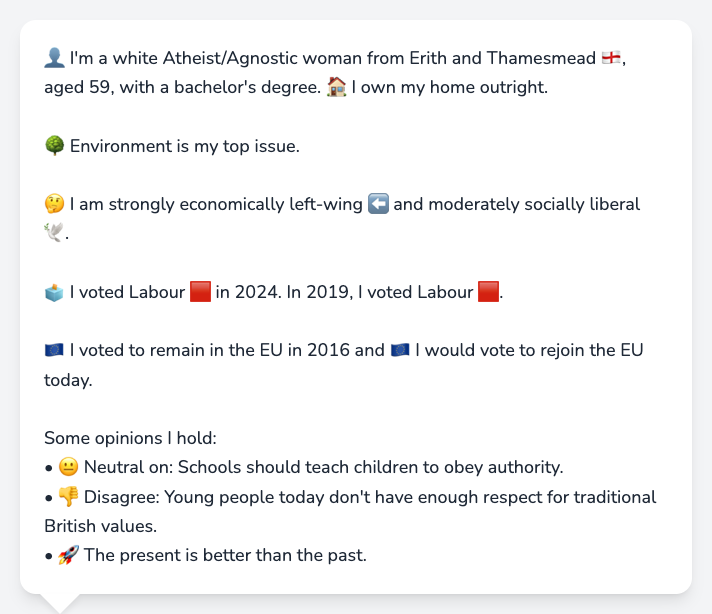 👤 I'm a white Atheist/Agnostic woman from Erith and Thamesmead 🏴󠁧󠁢󠁥󠁮󠁧󠁿,
aged 59, with a bachelor's degree. 🏠 I own my home outright.
🌳 Environment is my top issue.
🤔 I am strongly economically left-wing ⬅️ and moderately socially liberal
🕊️.
🗳️ I voted Labour 🟥 in 2024. In 2019, I voted Labour 🟥.
🇪🇺 I voted to remain in the EU in 2016 and 🇪🇺 I would vote to rejoin the EU
today.
Some opinions I hold:
• 😐 Neutral on: Schools should teach children to obey authority.
• 👎 Disagree: Young people today don't have enough respect for traditional
British values.
• 🚀 The present is better than the past.